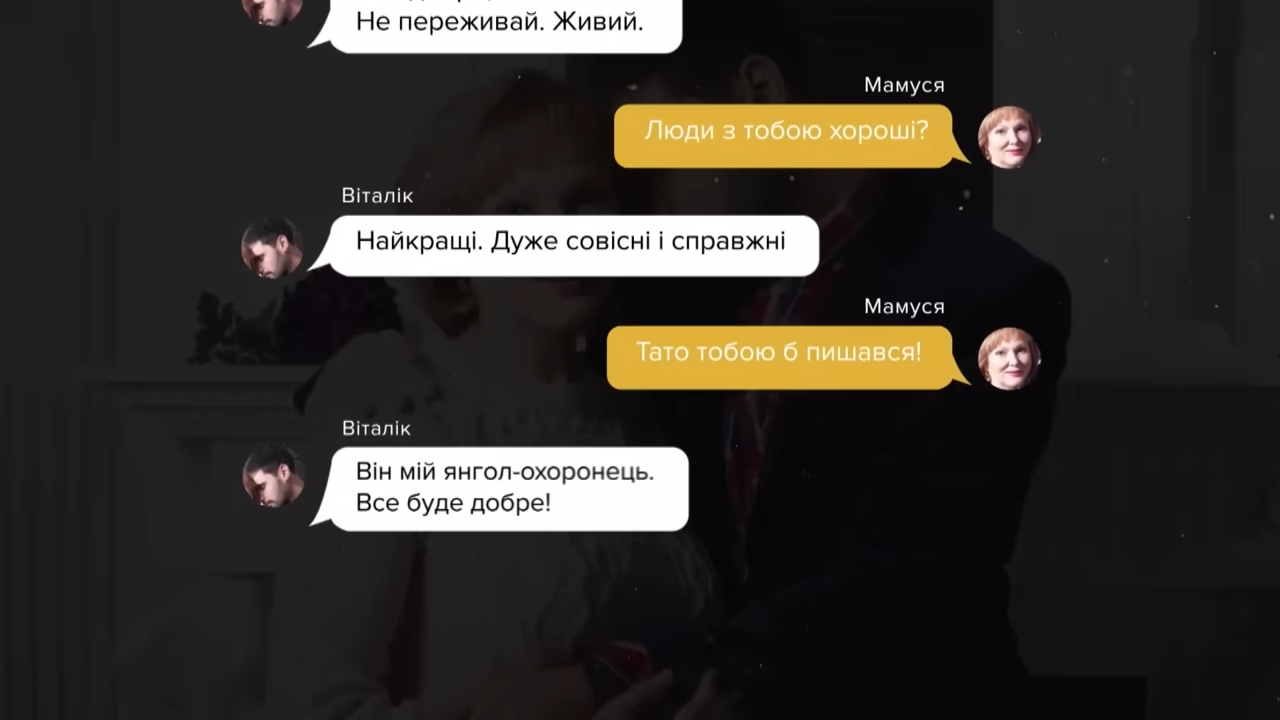 Не переживай. Живий.
Мамуся
Люди з тобою хороші?
Віталік
Найкращі. Дуже совісні і справжні
Мамуся
Тато тобою б пишався!
Віталік
Він мій янгол-охоронець.
Все буде добре!